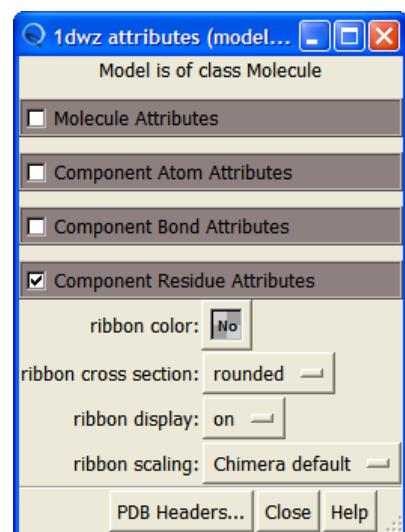 1dwz attributes (model...
Model is of class Molecule
Molecule Attributes
Component Atom Attributes
Component Bond Attributes
Component Residue Attributes
ribbon color: No
ribbon cross section: rounded
ribbon display: on
ribbon scaling: Chimera default
PDB Headers... Close Help